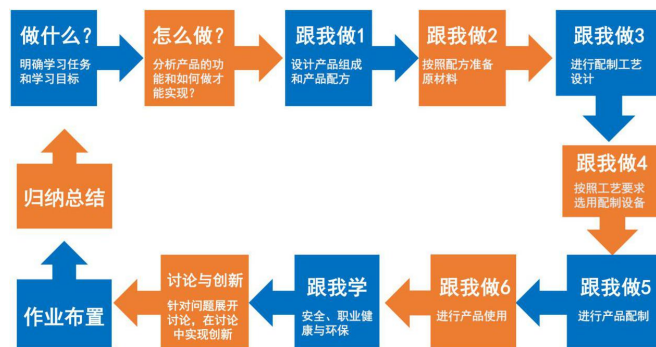 做什么？
明确学习任务
和学习目标
怎么做？
分析产品的功
能和如何做才
能实现？
跟我做1
设计产品组成
和产品配方
跟我做2
按照配方准备
原材料
跟我做3
进行配制工艺
设计
跟我做4
按照工艺要求
选用配制设备
跟我做5
进行产品配制
跟我做6
进行产品使用
跟我学
安全、职业健
康与环保
讨论与创新
针对问题展开
讨论，在讨论
中实现创新
作业布置
归纳总结